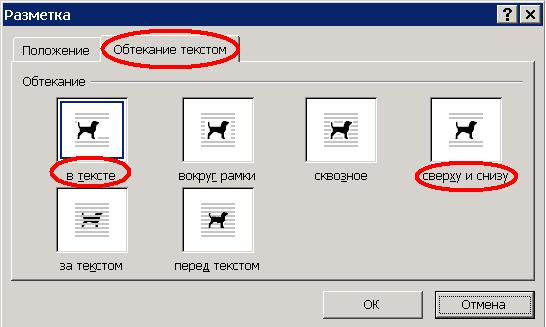 Разметка
Положение
Обтекание текстом
Обтекание
в тексте
вокруг рамки
сквозное
сверху и снизу
за текстом
перед текстом
ОК
Отмена